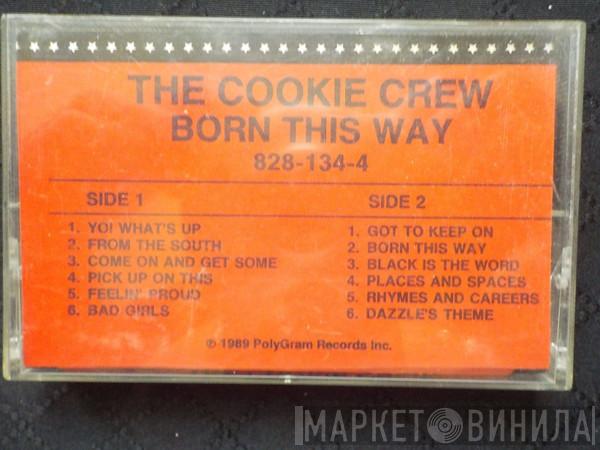 THE COOKIE CREW
BORN THIS WAY
828-134-4
SIDE 1
1. YO! WHAT'S UP
2. FROM THE SOUTH
3. COME ON AND GET SOME
4. PICK UP ON THIS
5. FEELIN' PROUD
6. BAD GIRLS
SIDE 2
1. GOT TO KEEP ON
2. BORN THIS WAY
3. BLACK IS THE WORD
4. PLACES AND SPACES
5. RHYMES AND CAREERS
6. DAZZLE'S THEME
℗ 1989 PolyGram Records Inc.
МАРКЕТ ВИНИЛА